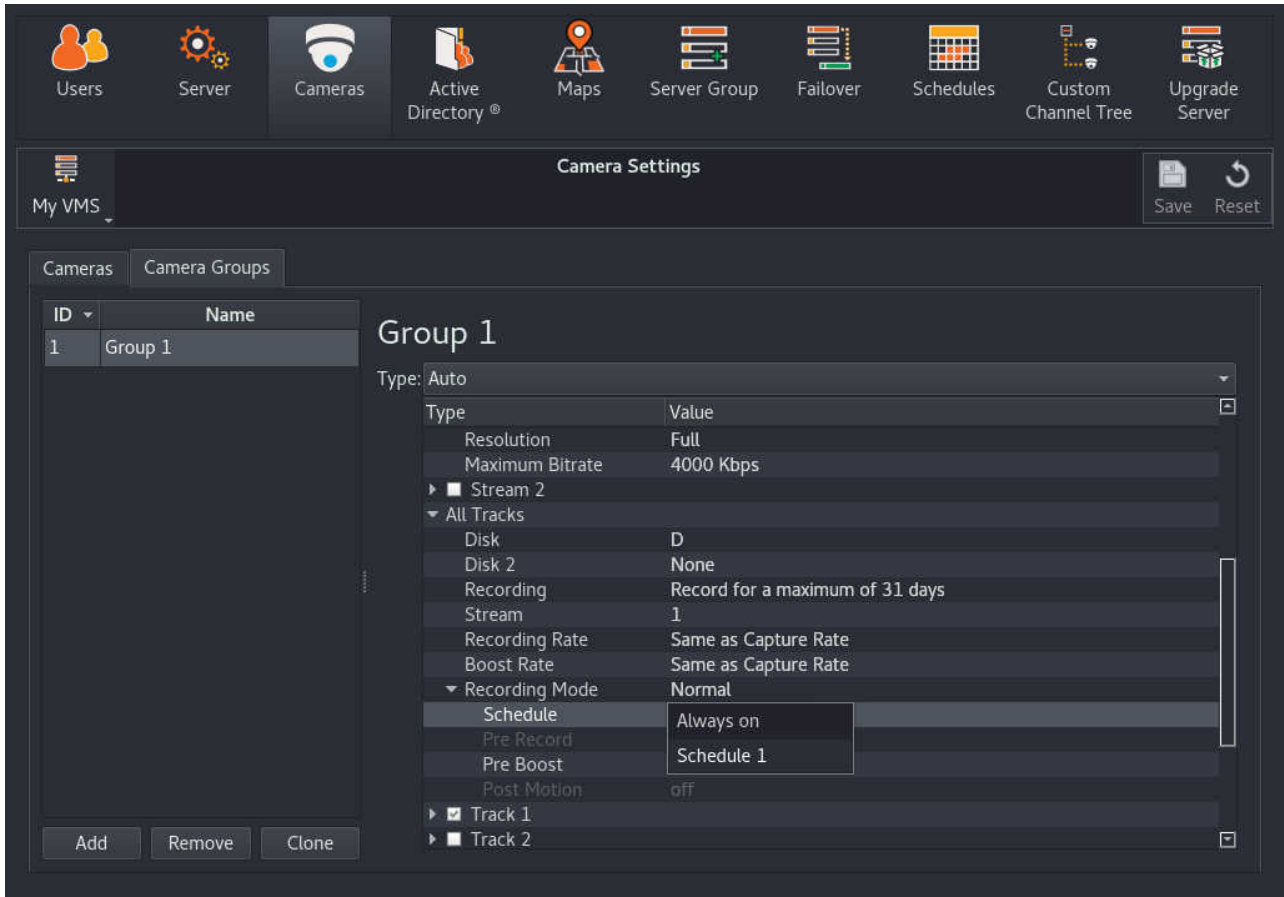 Users Server Cameras Active Directory ® Maps Server Group Failover Schedules Custom Channel Tree Upgrade Server
My VMS
Camera Settings
Save Reset
Cameras Camera Groups
ID Name
1 Group 1
Add Remove Clone
Group 1
Type: Auto
Type Value
Resolution Full
Maximum Bitrate 4000 Kbps
Stream 2
All Tracks
Disk D
Disk 2 None
Recording Record for a maximum of 31 days
Stream 1
Recording Rate Same as Capture Rate
Boost Rate Same as Capture Rate
Recording Mode Normal
Schedule Always on
Pre Record
Pre Boost Schedule 1
Post Motion off
Track 1
Track 2